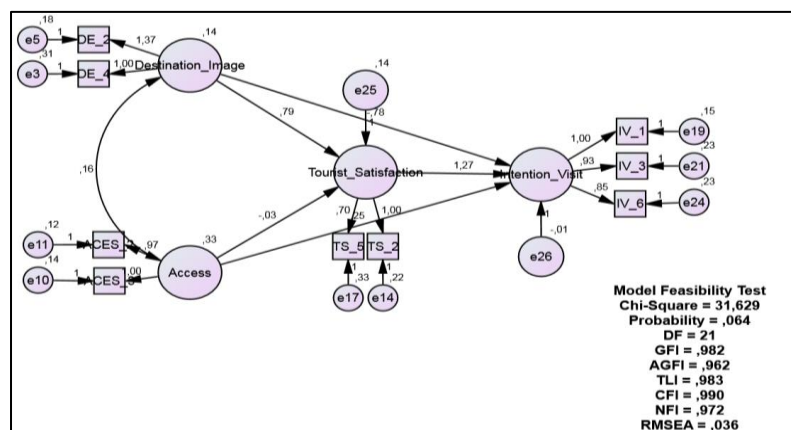 ,18
e5 1 DE_2 1,37 ,14
,31
e3 1 DE_4 1,00 Destination_Image
,14
e25
,79 -,78
1
,15
1,00 IV_1 1 e19
,23
Tourist_Satisfaction 1,27 Intention_Visit ,93 IV_3 1 e21
,23
,85 IV_6 1 e24
,16
-,03 ,70 ,25 1,00 1
,12 ,33 -,01
e11 1 ,97 TS_5 TS_2
,14 Access e26
e10 1 1 ,33 1 ,22
e17 e14
Model Feasibility Test
Chi-Square = 31,629
Probability = ,064
DF = 21
GFI = ,982
AGFI = ,962
TLI = ,983
CFI = ,990
NFI = ,972
RMSEA = ,036